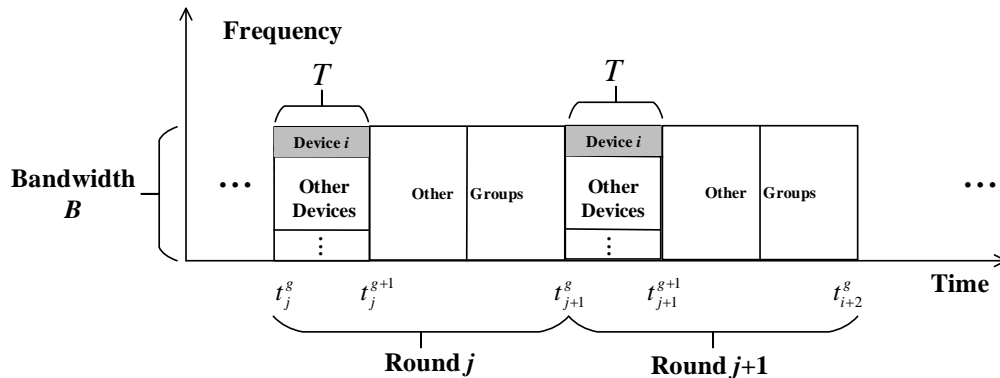 Frequency
T
T
Device i
Device i
Bandwidth
B
...
Other
Devices
⋮
Other Groups
Other
Devices
⋮
Other Groups
...
Time
t_j^g
t_j^{g+1}
t_{j+1}^g
t_{j+1}^{g+1}
t_{i+2}^g
Round j
Round j+1